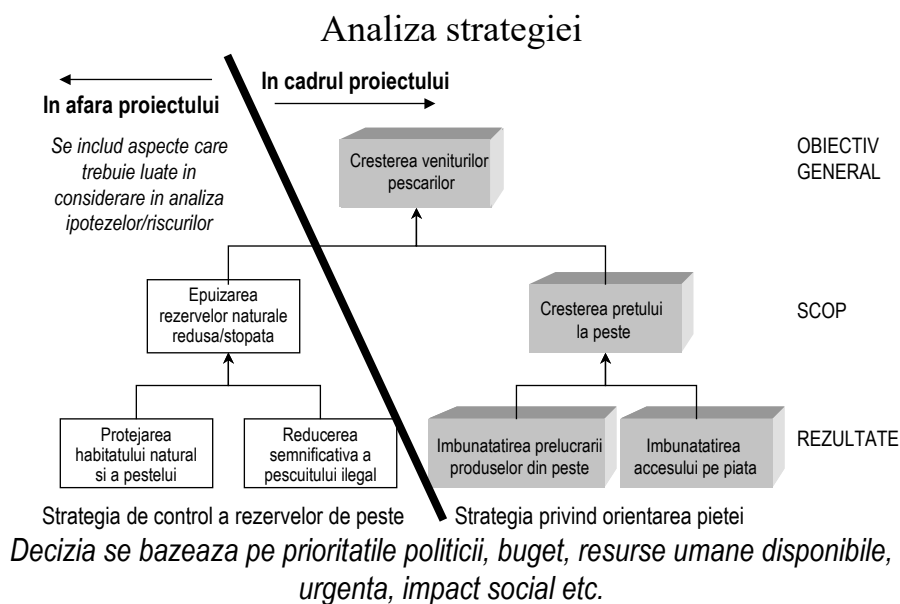 Analiza strategiei
In afara proiectului
In cadrul proiectului
Se includ aspecte care
trebuie luate in
considerare in analiza
ipotezelor/riscurilor
Cresterea veniturilor
pescarilor
OBIECTIV
GENERAL
Epuizarea
rezervelor naturale
redusa/stopata
Cresterea pretului
la peste
SCOP
Protejarea
habitatului natural
si a pestelui
Reducerea
semnificativa a
pescuitului ilegal
Imbunatatirea prelucrarii
produselor din peste
Imbunatatirea
accesului pe piata
REZULTATE
Strategia de control a rezervelor de peste
Strategia privind orientarea pietei
Decizia se bazeaza pe prioritatile politicii, buget, resurse umane disponibile,
urgenta, impact social etc.